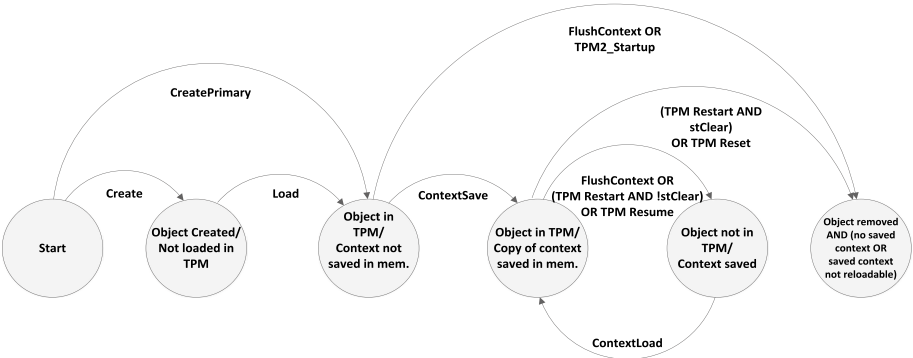 FlushContext OR
TPM2_Startup
CreatePrimary
(TPM Restart AND
stClear)
OR TPM Reset
Create
Load
ContextSave
FlushContext OR
(TPM Restart AND !stClear)
OR TPM Resume
Start
Object Created/
Not loaded in
TPM
Object in
TPM/
Context not
saved in mem.
Object in TPM/
Copy of context
saved in mem.
Object not in
TPM/
Context saved
Object removed
AND (no saved
context OR
saved context
not reloadable)
ContextLoad